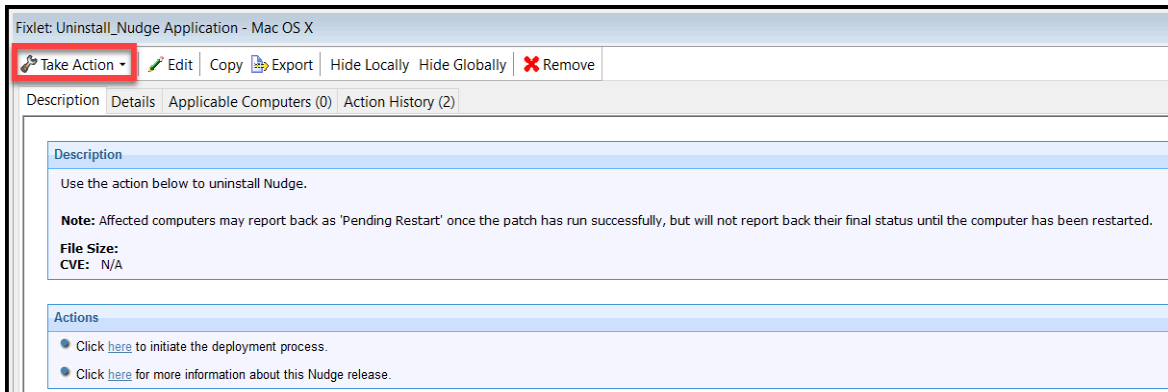 Fixlet: Uninstall_Nudge Application - Mac OS X
Take Action Edit Copy Export Hide Locally Hide Globally Remove
Description Details Applicable Computers (0) Action History (2)
Description
Use the action below to uninstall Nudge.
Note: Affected computers may report back as 'Pending Restart' once the patch has run successfully, but will not report back their final status until the computer has been restarted.
File Size:
CVE: N/A
Actions
Click here to initiate the deployment process.
Click here for more information about this Nudge release.